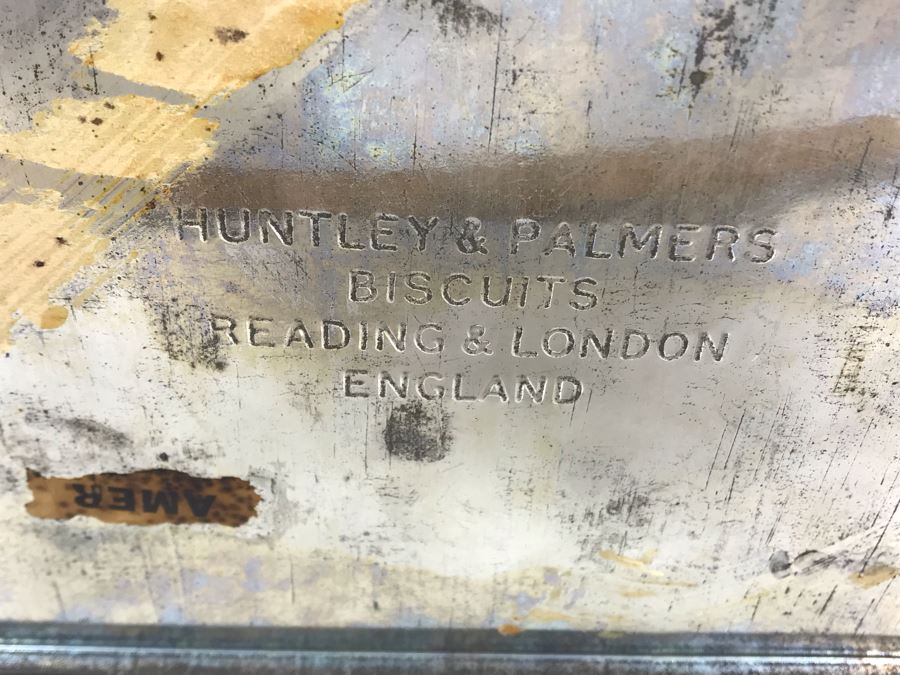 HUNTLEY & PALMERS
BISCUITS
READING & LONDON
ENGLAND
AMER